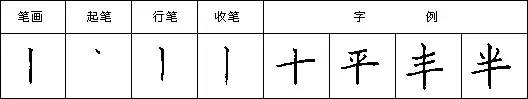 笔画 起笔 行笔 收笔 字 例
丨 丶 丨 丨 十 平 丰 半